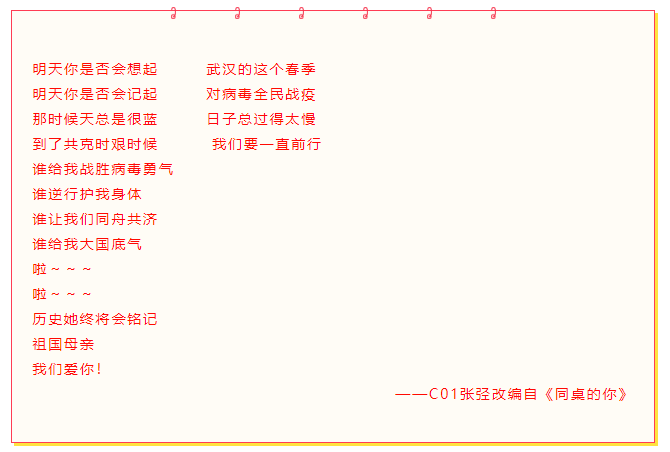 明天你是否会想起 武汉的这个春季
明天你是否会记起 对病毒全民战疫
那时候天总是很蓝 日子总过得太慢
到了共克时艰时候 我们要一直前行
谁给我战胜病毒勇气
谁逆行护我身体
谁让我们同舟共济
谁给我大国底气
啦～～～
啦～～～
历史她终将会铭记
祖国母亲
我们爱你！
——C01张弪改编自《同桌的你》